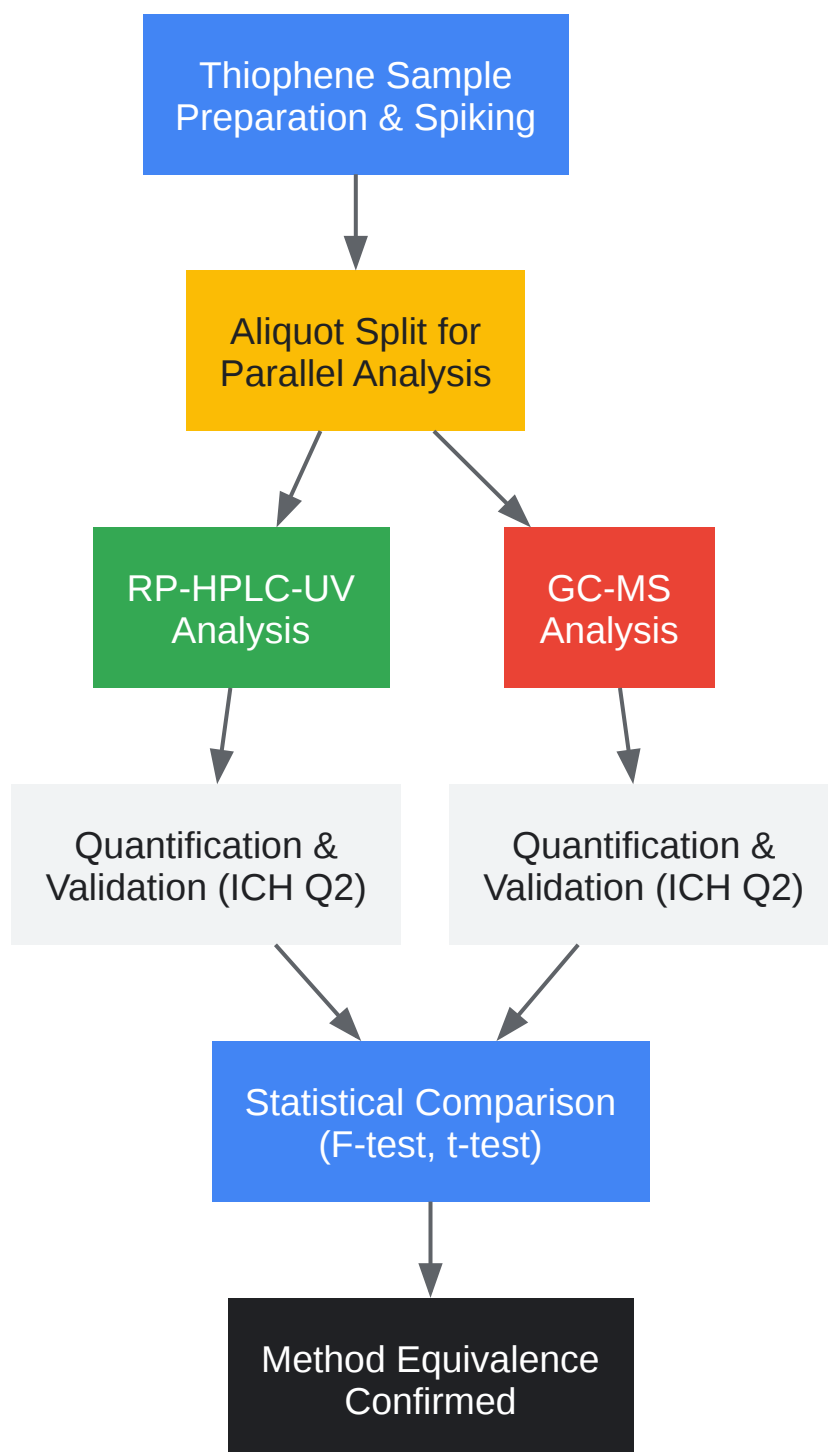 Thiophene Sample
Preparation & Spiking
Aliquot Split for
Parallel Analysis
RP-HPLC-UV
Analysis
GC-MS
Analysis
Quantification &
Validation (ICH Q2)
Quantification &
Validation (ICH Q2)
Statistical Comparison
(F-test, t-test)
Method Equivalence
Confirmed